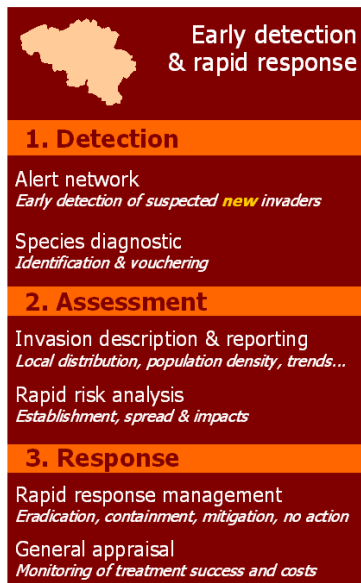 Early detection
& rapid response
1. Detection
Alert network
Early detection of suspected new invaders
Species diagnostic
Identification & vouchering
2. Assessment
Invasion description & reporting
Local distribution, population density, trends...
Rapid risk analysis
Establishment, spread & impacts
3. Response
Rapid response management
Eradication, containment, mitigation, no action
General appraisal
Monitoring of treatment success and costs